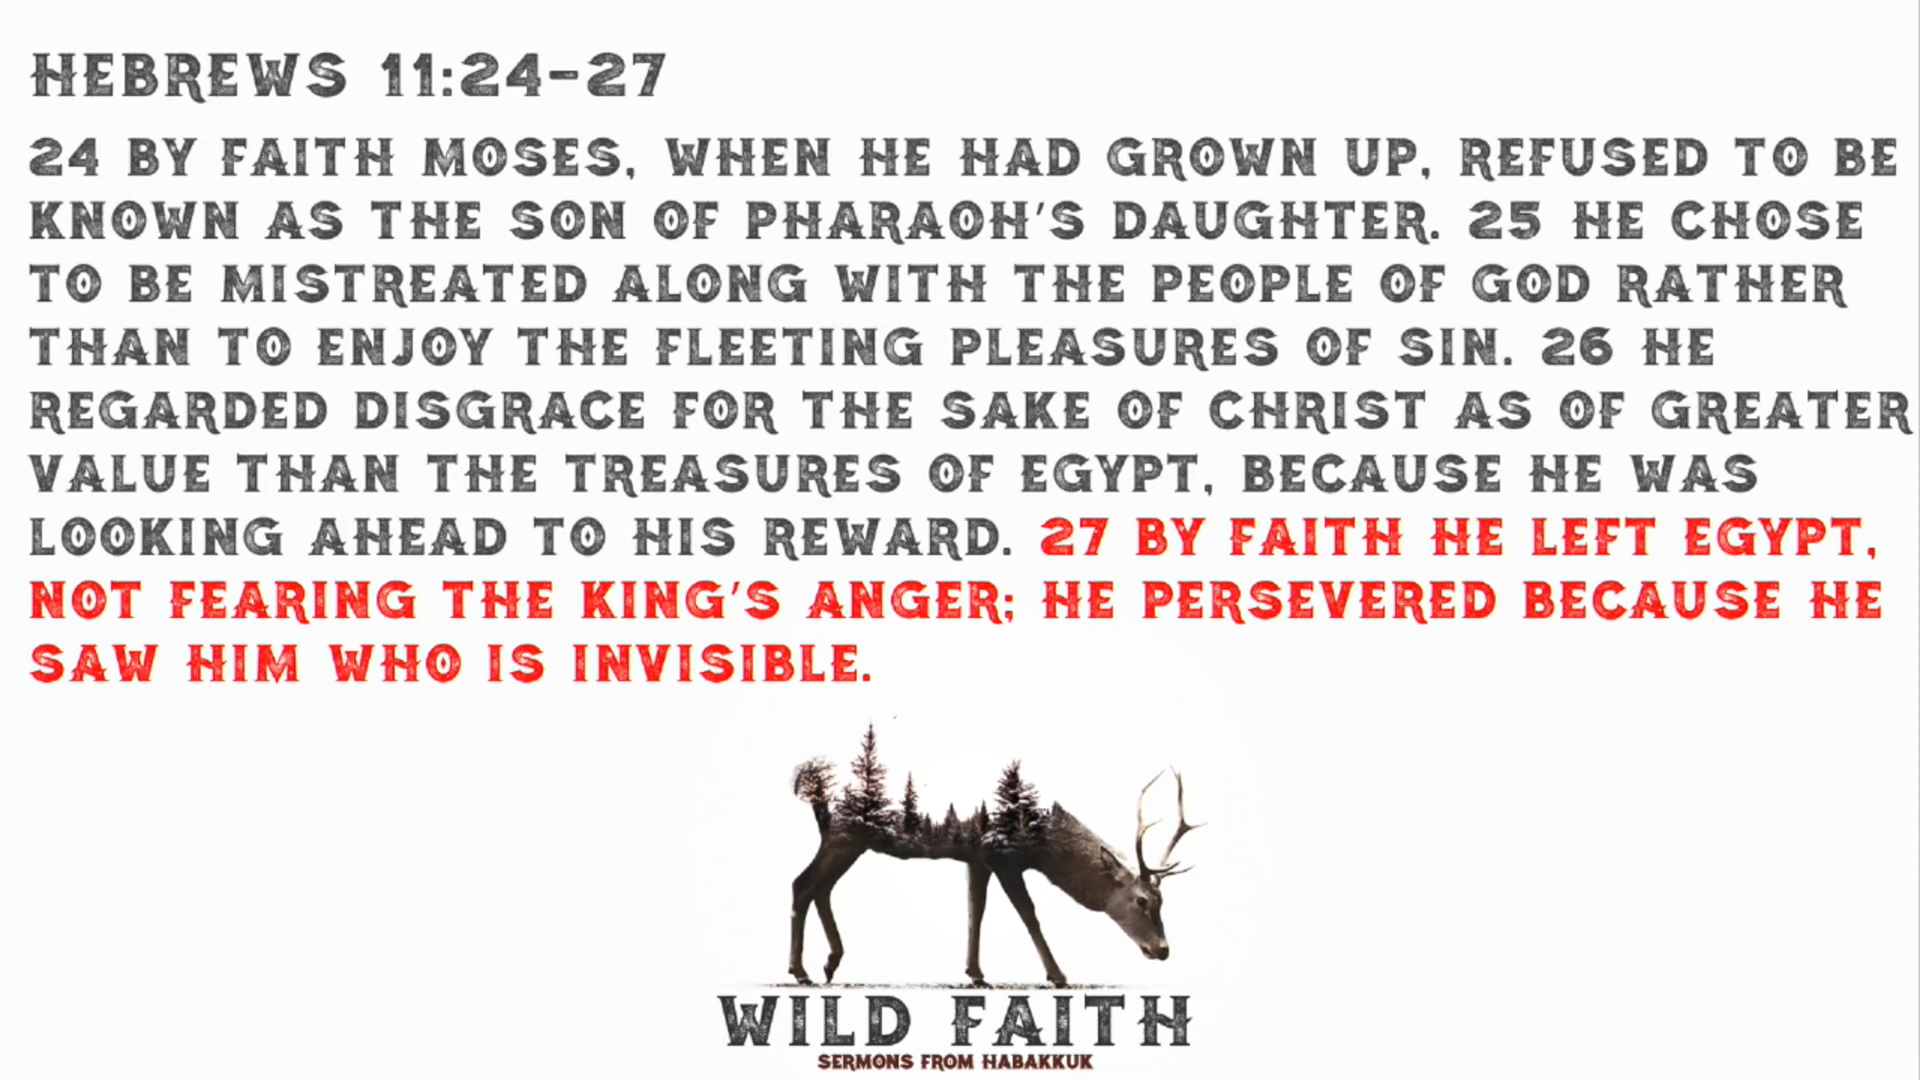 HEBREWS 11:24-27
24 BY FAITH MOSES, WHEN HE HAD GROWN UP, REFUSED TO BE
KNOWN AS THE SON OF PHARAOH'S DAUGHTER. 25 HE CHOSE
TO BE MISTREATED ALONG WITH THE PEOPLE OF GOD RATHER
THAN TO ENJOY THE FLEETING PLEASURES OF SIN. 26 HE
REGARDED DISGRACE FOR THE SAKE OF CHRIST AS OF GREATER
VALUE THAN THE TREASURES OF EGYPT, BECAUSE HE WAS
LOOKING AHEAD TO HIS REWARD. 27 BY FAITH HE LEFT EGYPT,
NOT FEARING THE KING'S ANGER; HE PERSEVERED BECAUSE HE
SAW HIM WHO IS INVISIBLE.
WILD FAITH
SERMONS FROM HABAKKUK